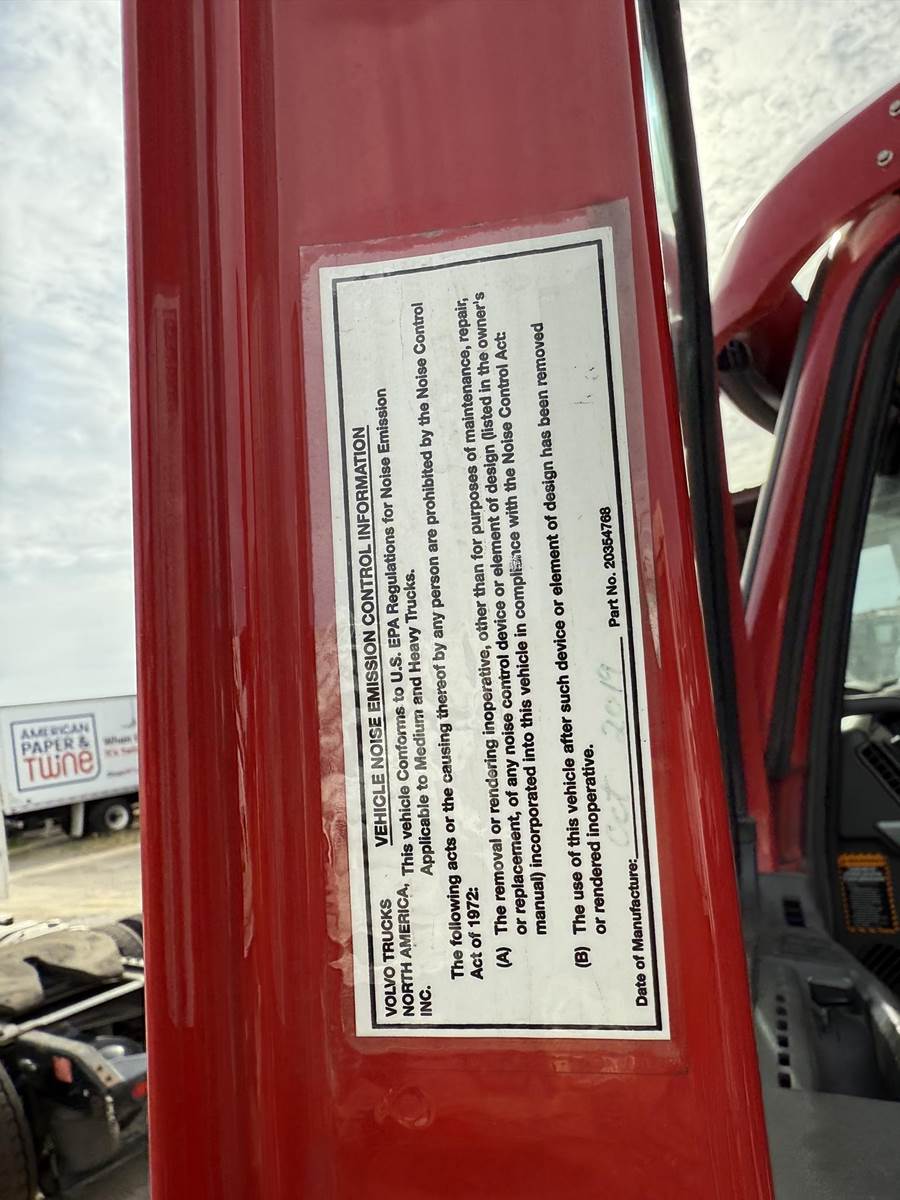 VEHICLE NOISE EMISSION CONTROL INFORMATION
VOLVO TRUCKS
NORTH AMERICA,
INC.
This vehicle Conforms to U.S. EPA Regulations for Noise Emission
Applicable to Medium and Heavy Trucks.
The following acts or the causing thereof by any person are prohibited by the Noise Control
Act of 1972:
(A) The removal or rendering inoperative, other than for purposes of maintenance, repair,
or replacement, of any noise control device or element of design (listed in the owner's
manual) incorporated into this vehicle in compliance with the Noise Control Act:
(B) The use of this vehicle after such device or element of design has been removed
or rendered inoperative.
Date of Manufacture: Oct 2019 Part No. 20354768
AMERICAN
PAPER &
TWINE